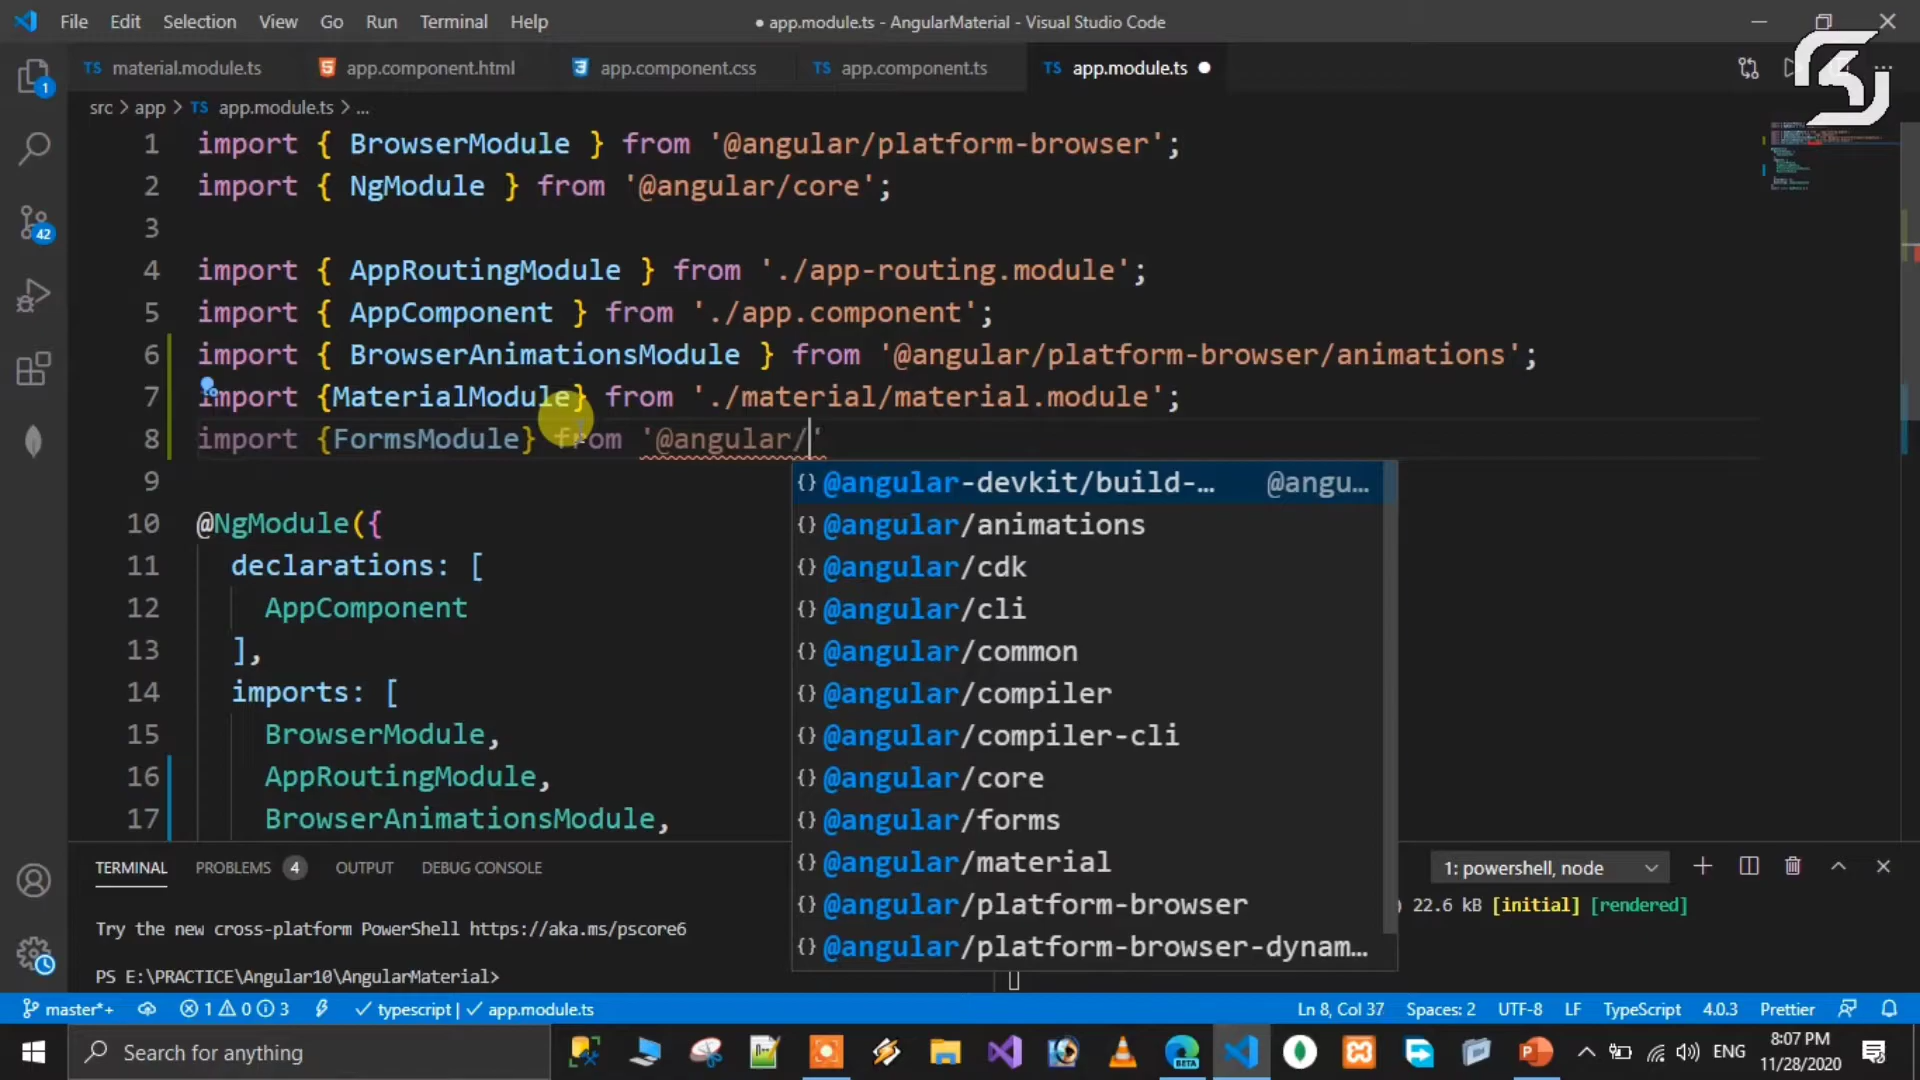 File Edit Selection View Go Run Terminal Help
● app.module.ts - AngularMaterial - Visual Studio Code
TS material.module.ts
app.component.html
app.component.css
TS app.component.ts
TS app.module.ts ●
src > app > TS app.module.ts > ...
1 import { BrowserModule } from '@angular/platform-browser';
2 import { NgModule } from '@angular/core';
3
4 import { AppRoutingModule } from './app-routing.module';
5 import { AppComponent } from './app.component';
6 import { BrowserAnimationsModule } from '@angular/platform-browser/animations';
7 import {MaterialModule} from './material/material.module';
8 import {FormsModule} from '@angular/'
9
10 @NgModule({
11 declarations: [
12 AppComponent
13 ],
14 imports: [
15 BrowserModule,
16 AppRoutingModule,
17 BrowserAnimationsModule,
{} @angular-devkit/build-... @angu...
{} @angular/animations
{} @angular/cdk
{} @angular/cli
{} @angular/common
{} @angular/compiler
{} @angular/compiler-cli
{} @angular/core
{} @angular/forms
{} @angular/material
{} @angular/platform-browser
{} @angular/platform-browser-dynam...
1
42
TERMINAL PROBLEMS 4 OUTPUT DEBUG CONSOLE
1: powershell, node
Try the new cross-platform PowerShell https://aka.ms/pscore6
PS E:\PRACTICE\Angular10\AngularMaterial>
) 22.6 kB [initial] [rendered]
master*+ 1 0 3 typescript | app.module.ts
Ln 8, Col 37 Spaces: 2 UTF-8 LF TypeScript 4.0.3 Prettier
Search for anything
BETA
ENG
8:07 PM
11/28/2020